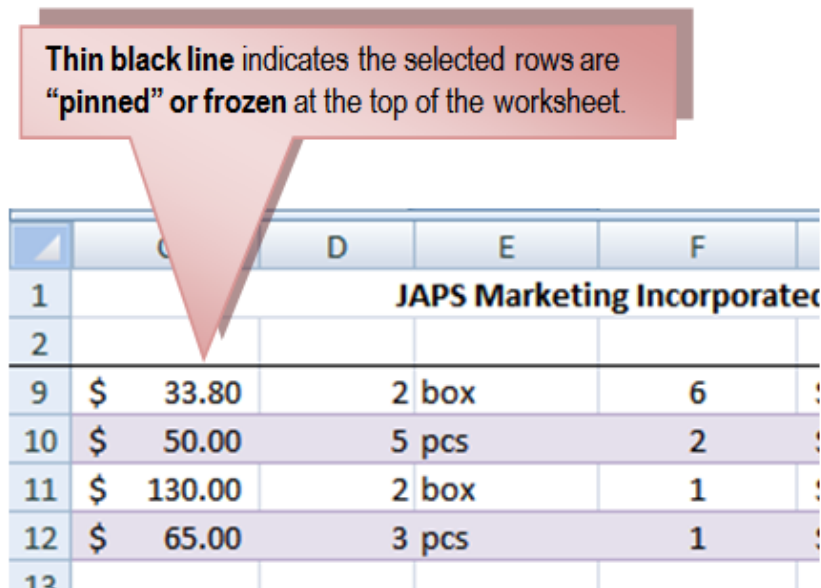 Thin black line indicates the selected rows are
“pinned” or frozen at the top of the worksheet.
D E F
1 JAPS Marketing Incorporated
2
9 $ 33.80 2 box 6
10 $ 50.00 5 pcs 2
11 $ 130.00 2 box 1
12 $ 65.00 3 pcs 1
13